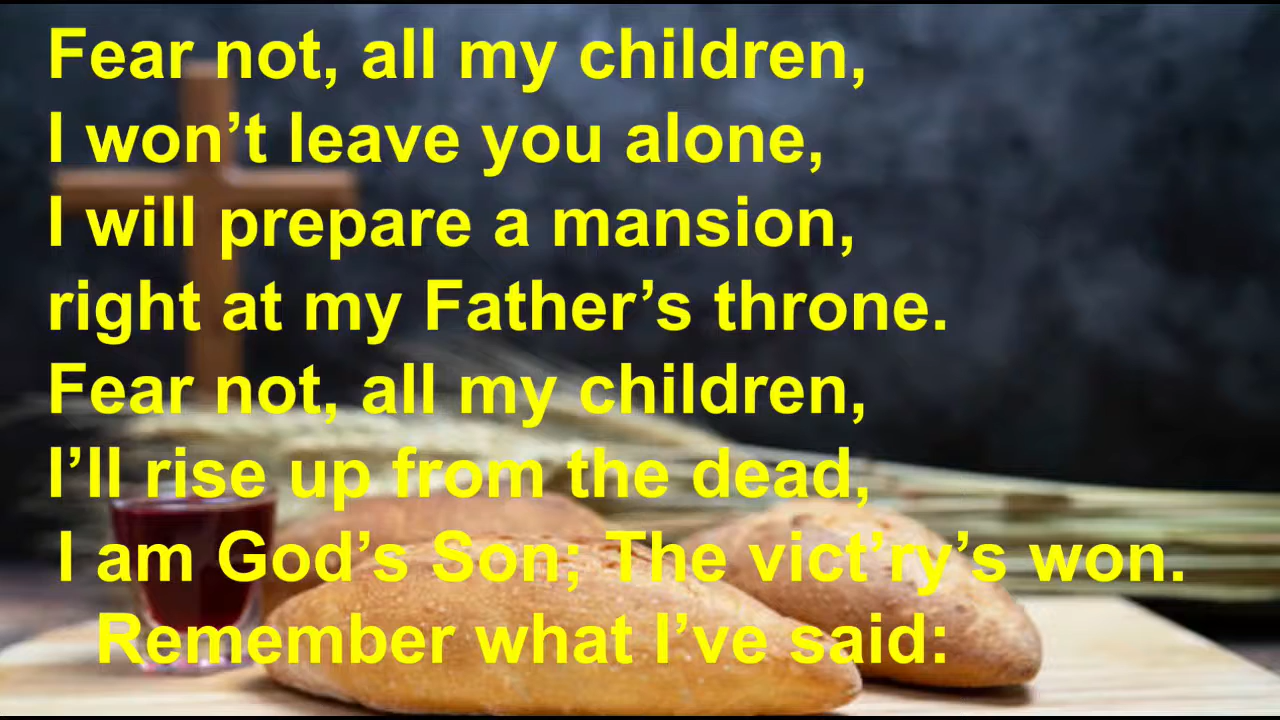 Fear not, all my children,
I won’t leave you alone,
I will prepare a mansion,
right at my Father’s throne.
Fear not, all my children,
I’ll rise up from the dead,
I am God’s Son; The vict’ry’s won.
Remember what I’ve said: